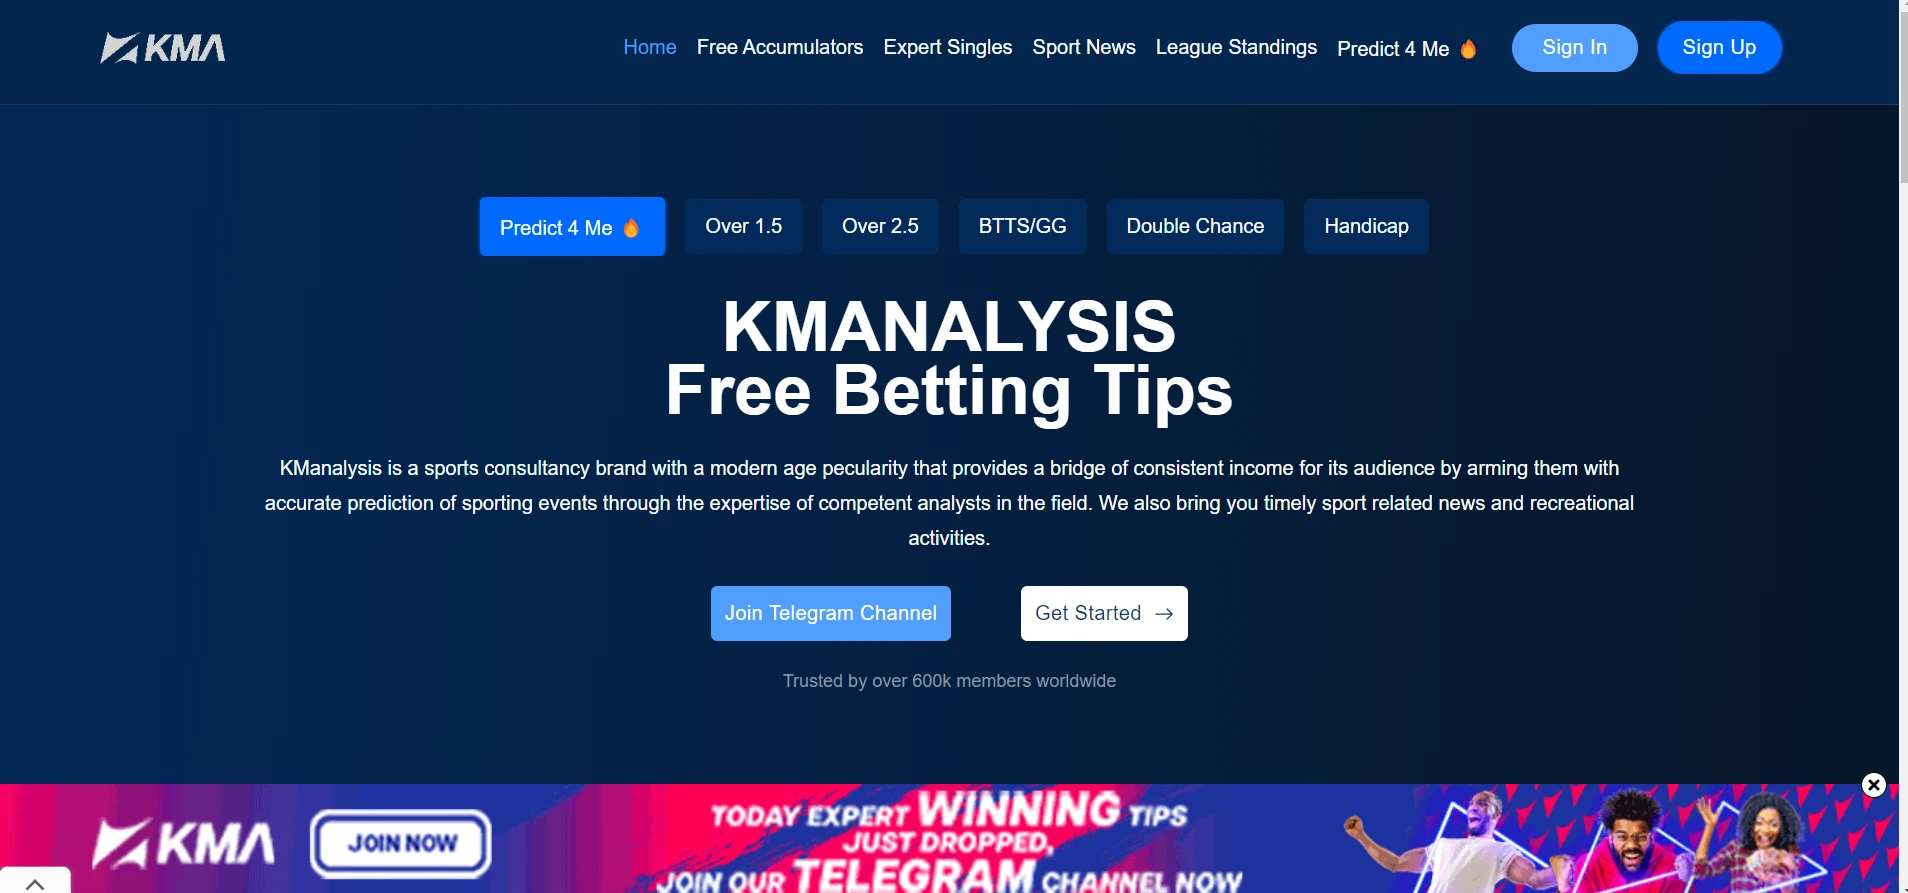 KMA
Home
Free Accumulators
Expert Singles
Sport News
League Standings
Predict 4 Me
Sign In
Sign Up
Predict 4 Me
Over 1.5
Over 2.5
BTTS/GG
Double Chance
Handicap
KMANALYSIS
Free Betting Tips
KManalysis is a sports consultancy brand with a modern age pecularity that provides a bridge of consistent income for its audience by arming them with
accurate prediction of sporting events through the expertise of competent analysts in the field. We also bring you timely sport related news and recreational
activities.
Join Telegram Channel
Get Started →
Trusted by over 600k members worldwide
KMA
JOIN NOW
TODAY EXPERT WINNING TIPS
JUST DROPPED,
JOIN OUR TELEGRAM CHANNEL NOW